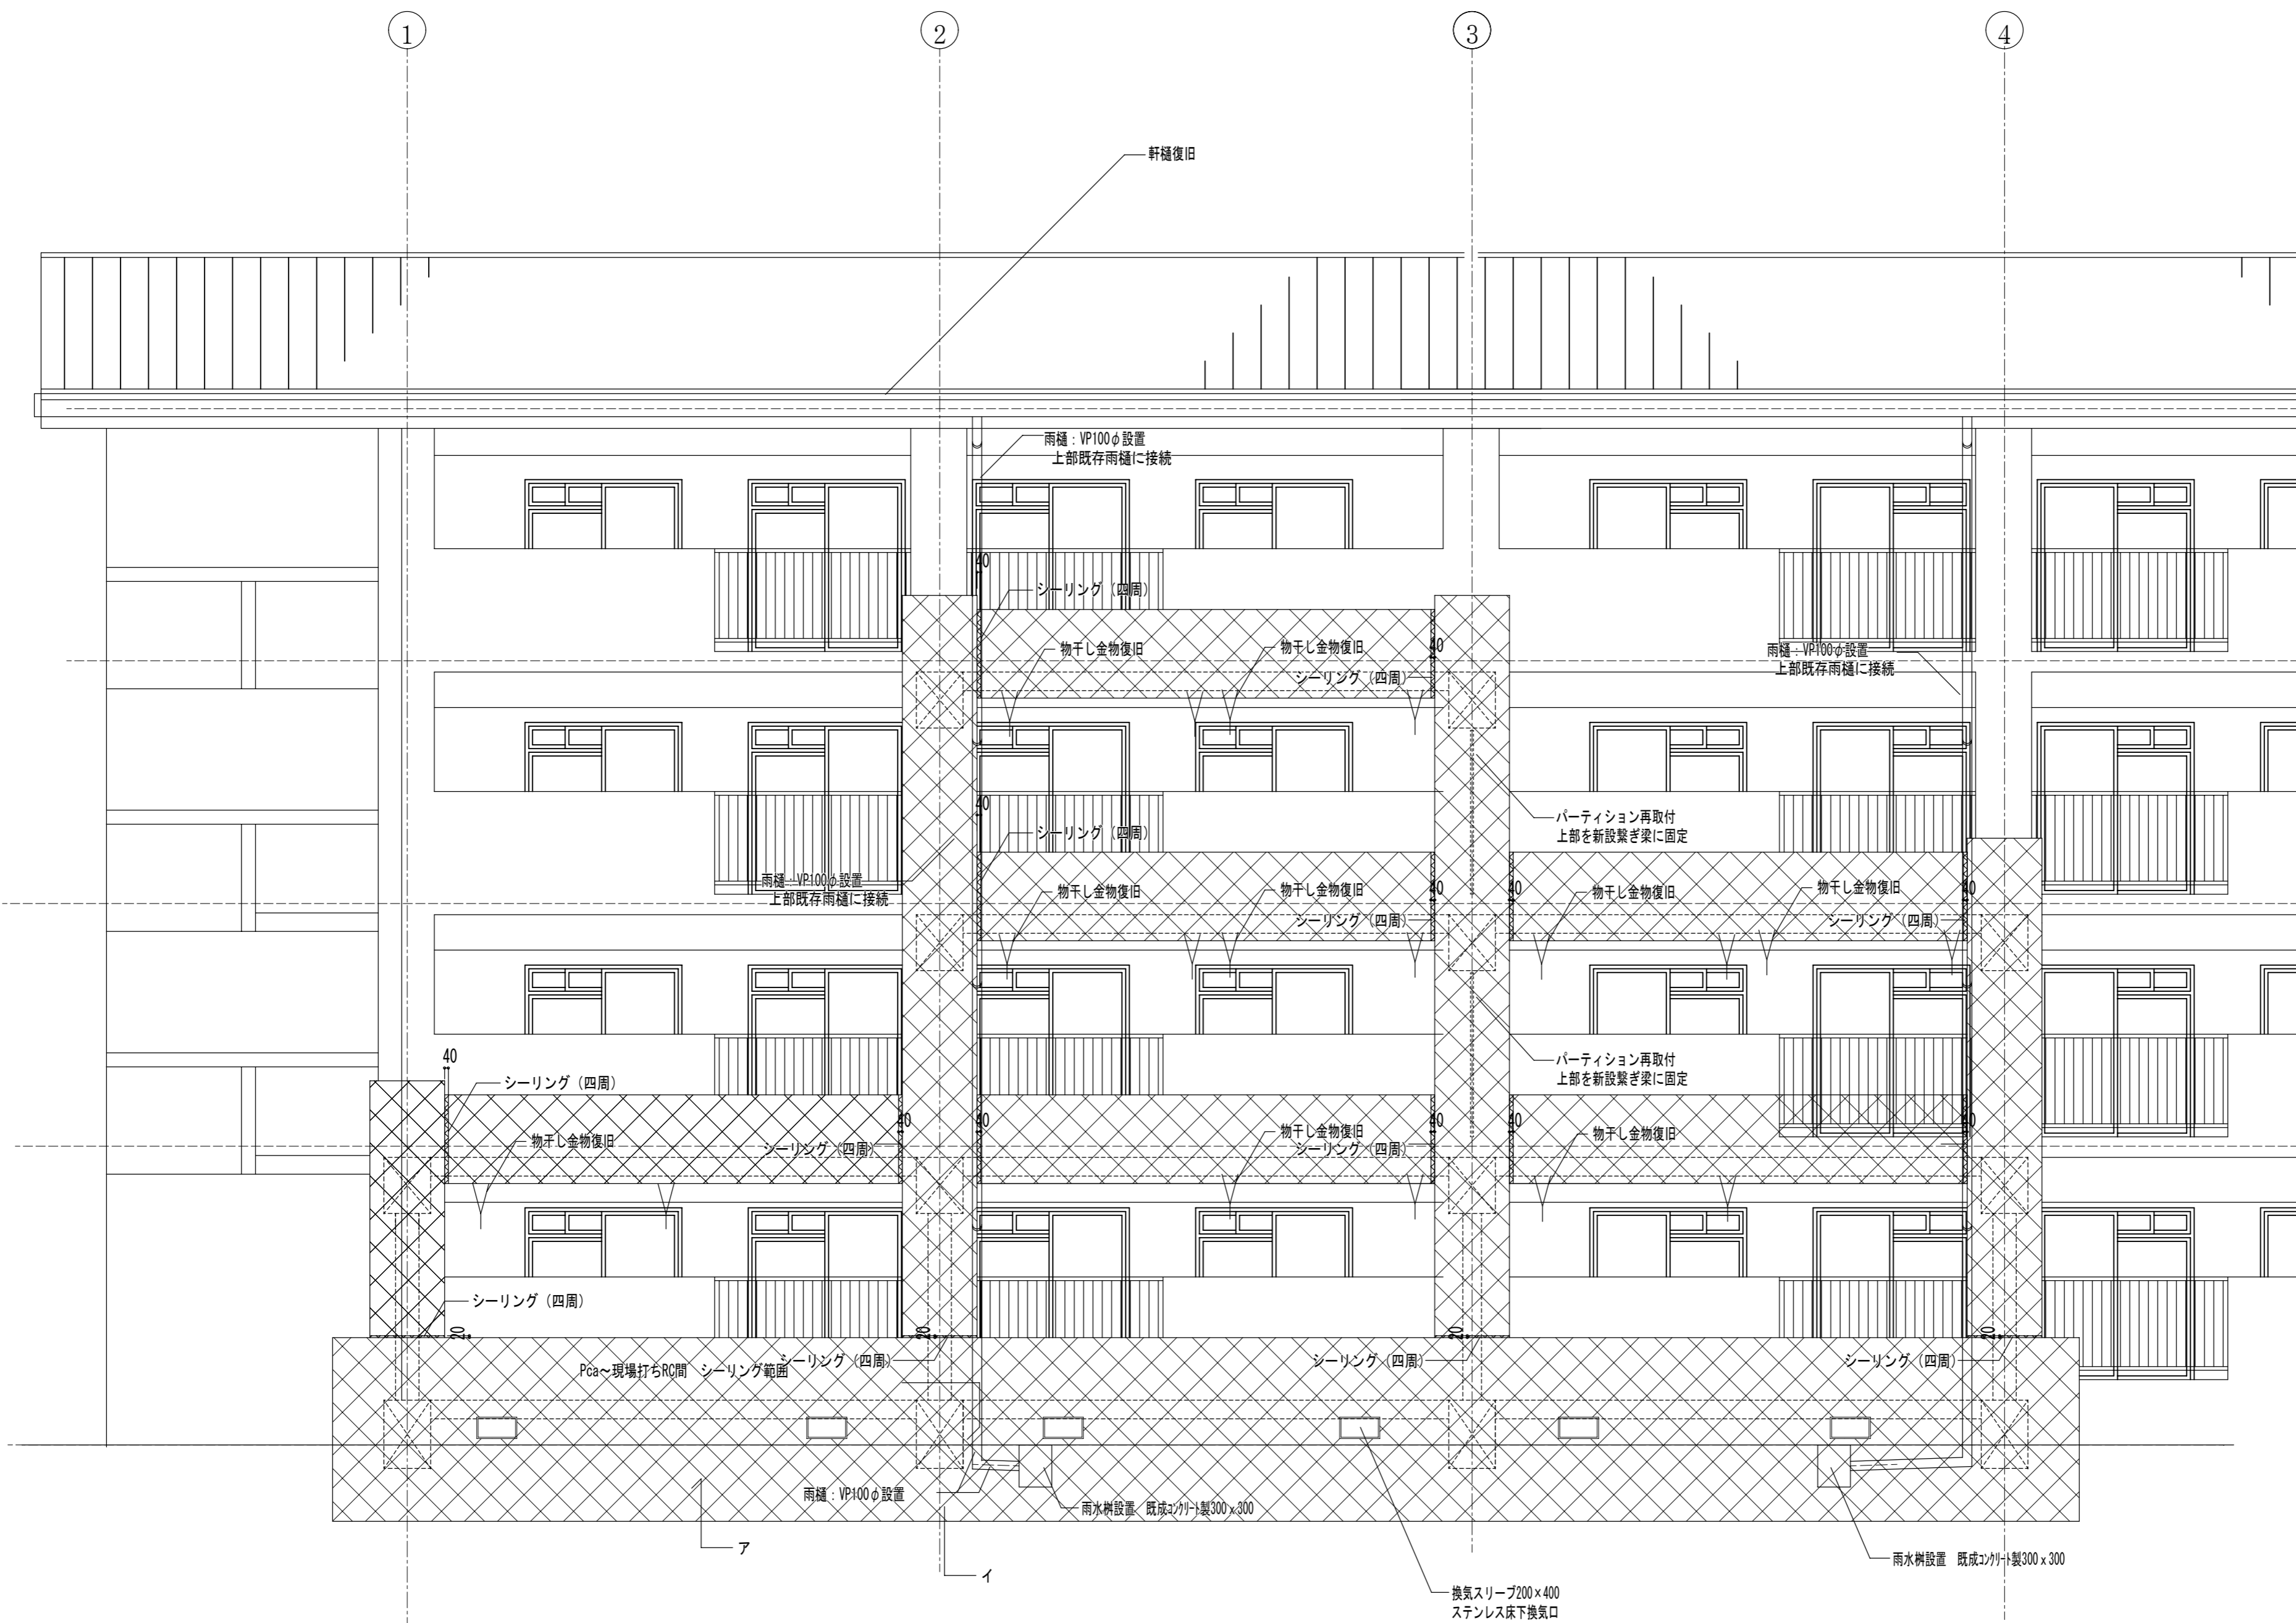 1
2
3
4
軒樋復旧
雨樋：VP100φ設置
上部既存雨樋に接続
40
シーリング（四周）
物干し金物復旧
物干し金物復旧
40
シーリング（四周）
雨樋：VP100φ設置
上部既存雨樋に接続
40
シーリング（四周）
パーティション再取付
上部を新設繋ぎ梁に固定
雨樋：VP100φ設置
上部既存雨樋に接続
物干し金物復旧
物干し金物復旧
40
シーリング（四周）
40
物干し金物復旧
物干し金物復旧
40
シーリング（四周）
40
シーリング（四周）
パーティション再取付
上部を新設繋ぎ梁に固定
物干し金物復旧
40
シーリング（四周）
40
物干し金物復旧
40
シーリング（四周）
40
物干し金物復旧
40
シーリング（四周）
20
20
20
20
Pca～現場打ちRC間　シーリング範囲
シーリング（四周）
シーリング（四周）
シーリング（四周）
雨樋：VP100φ設置
雨水桝設置　既成コンクリート製300ｘ300
ア
イ
雨水桝設置　既成コンクリート製300ｘ300
換気スリーブ200×400
ステンレス床下換気口